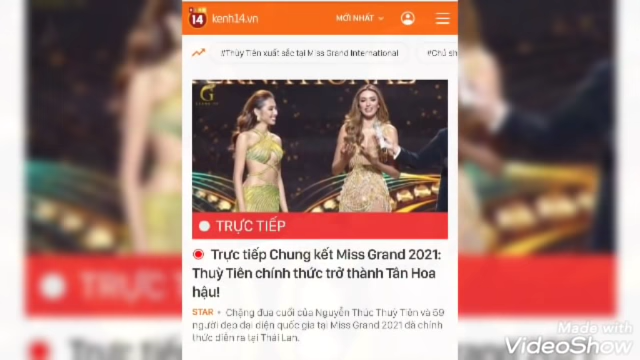 14 kenh14.vn MỚI NHẤT
#Thùy Tiên xuất sắc tại Miss Grand International #Chủ sh
TRỰC TIẾP
Trực tiếp Chung kết Miss Grand 2021:
Thuỳ Tiên chính thức trở thành Tân Hoa
hậu!
STAR • Chặng đua cuối của Nguyễn Thúc Thuỳ Tiên và 59
người đẹp đại diện quốc gia tại Miss Grand 2021 đã chính
thức diễn ra tại Thái Lan.
TRỰC T
Made with
VideoShow